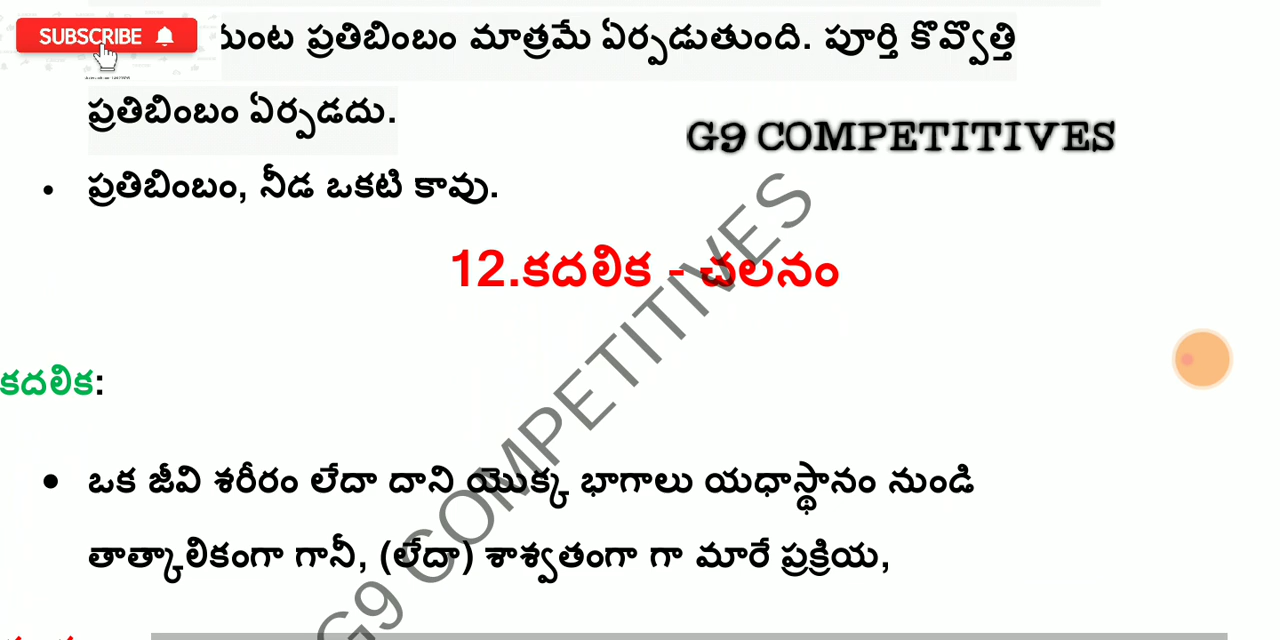 SUBSCRIBE
మంట ప్రతిబింబం మాత్రమే ఏర్పడుతుంది. పూర్తి కొవ్వొత్తి
ప్రతిబింబం ఏర్పడదు.
G9 COMPETITIVES
• ప్రతిబింబం, నీడ ఒకటి కావు.
12.కదలిక - చలనం
కదలిక:
• ఒక జీవి శరీరం లేదా దాని యొక్క భాగాలు యధాస్థానం నుండి
తాత్కాలికంగా గానీ, (లేదా) శాశ్వతంగా గా మారే ప్రక్రియ,
G9 COMPETITIVES